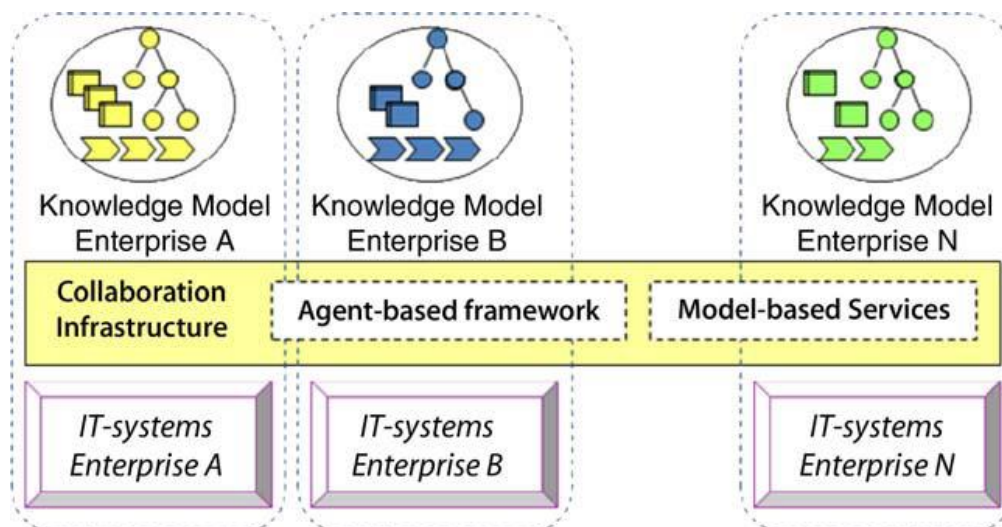 Knowledge Model
Enterprise A
Knowledge Model
Enterprise B
Knowledge Model
Enterprise N
Collaboration
Infrastructure
Agent-based framework
Model-based Services
IT-systems
Enterprise A
IT-systems
Enterprise B
IT-systems
Enterprise N